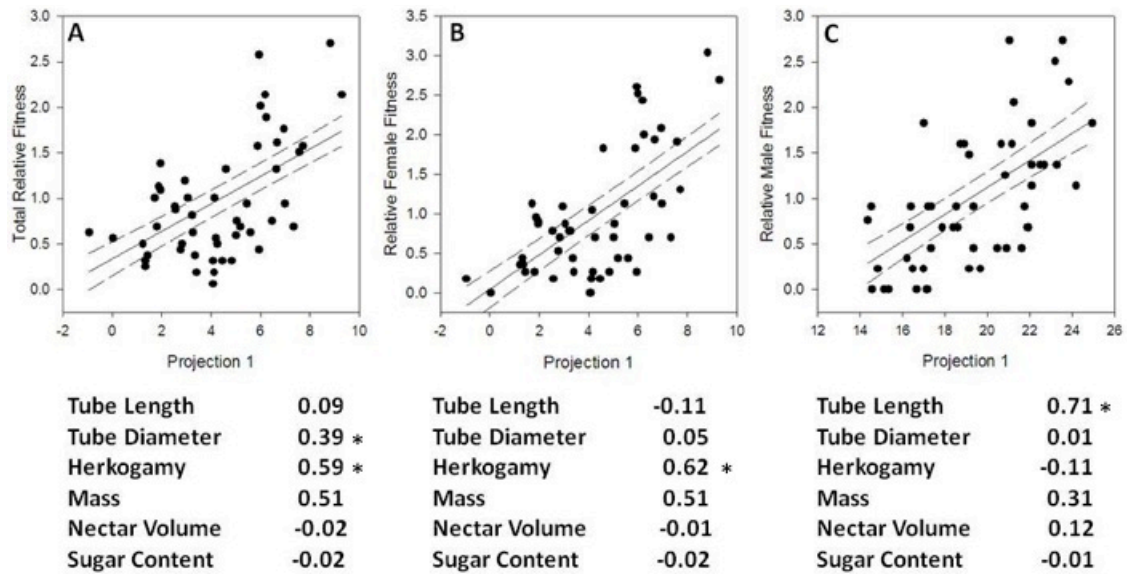 A
Total Relative Fitness
3.0
2.5
2.0
1.5
1.0
0.5
0.0
-2 0 2 4 6 8 10
Projection 1
B
Relative Female Fitness
3.5
3.0
2.5
2.0
1.5
1.0
0.5
0.0
-2 0 2 4 6 8 10
Projection 1
C
Relative Male Fitness
3.0
2.5
2.0
1.5
1.0
0.5
0.0
12 14 16 18 20 22 24 26
Projection 1
Tube Length 0.09
Tube Diameter 0.39 *
Herkogamy 0.59 *
Mass 0.51
Nectar Volume -0.02
Sugar Content -0.02
Tube Length -0.11
Tube Diameter 0.05
Herkogamy 0.62 *
Mass 0.51
Nectar Volume -0.01
Sugar Content -0.02
Tube Length 0.71 *
Tube Diameter 0.01
Herkogamy -0.11
Mass 0.31
Nectar Volume 0.12
Sugar Content -0.01